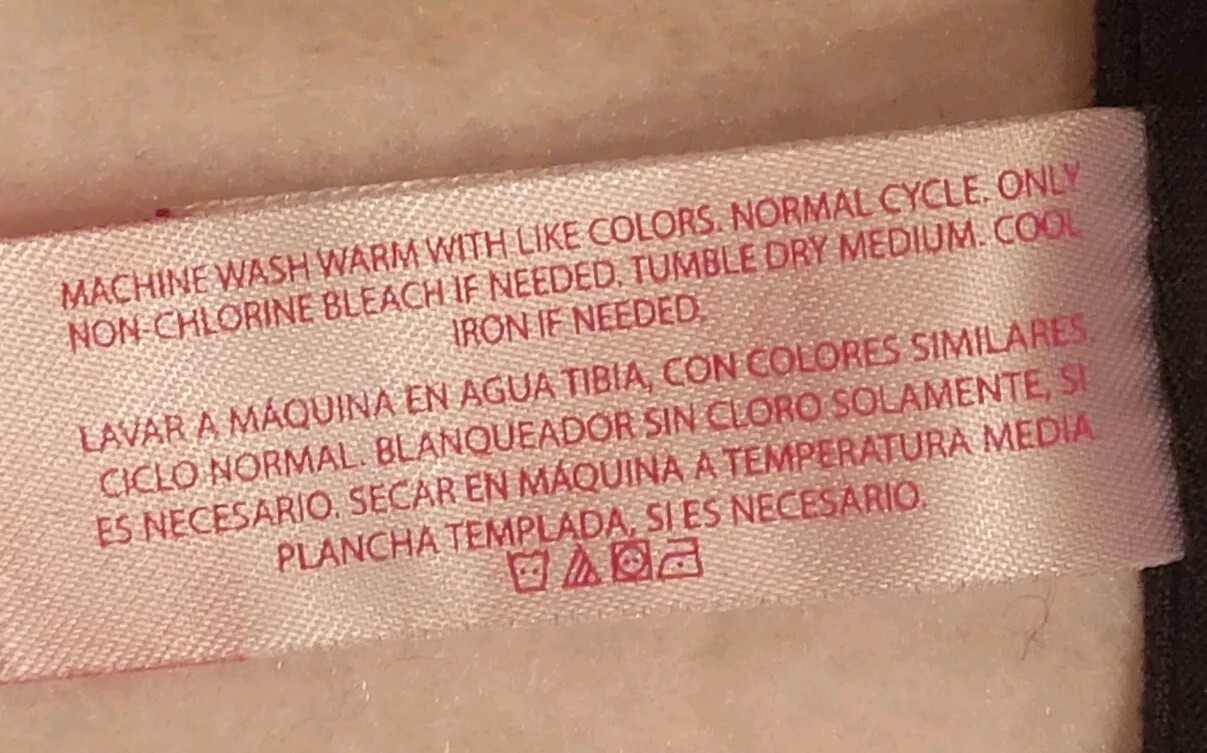 MACHINE WASH WARM WITH LIKE COLORS. NORMAL CYCLE. ONLY
NON-CHLORINE BLEACH IF NEEDED. TUMBLE DRY MEDIUM. COOL
IRON IF NEEDED.
LAVAR A MÁQUINA EN AGUA TIBIA, CON COLORES SIMILARES.
CICLO NORMAL. BLANQUEADOR SIN CLORO SOLAMENTE, SI
ES NECESARIO. SECAR EN MÁQUINA A TEMPERATURA MEDIA
PLANCHA TEMPLADA, SI ES NECESARIO.